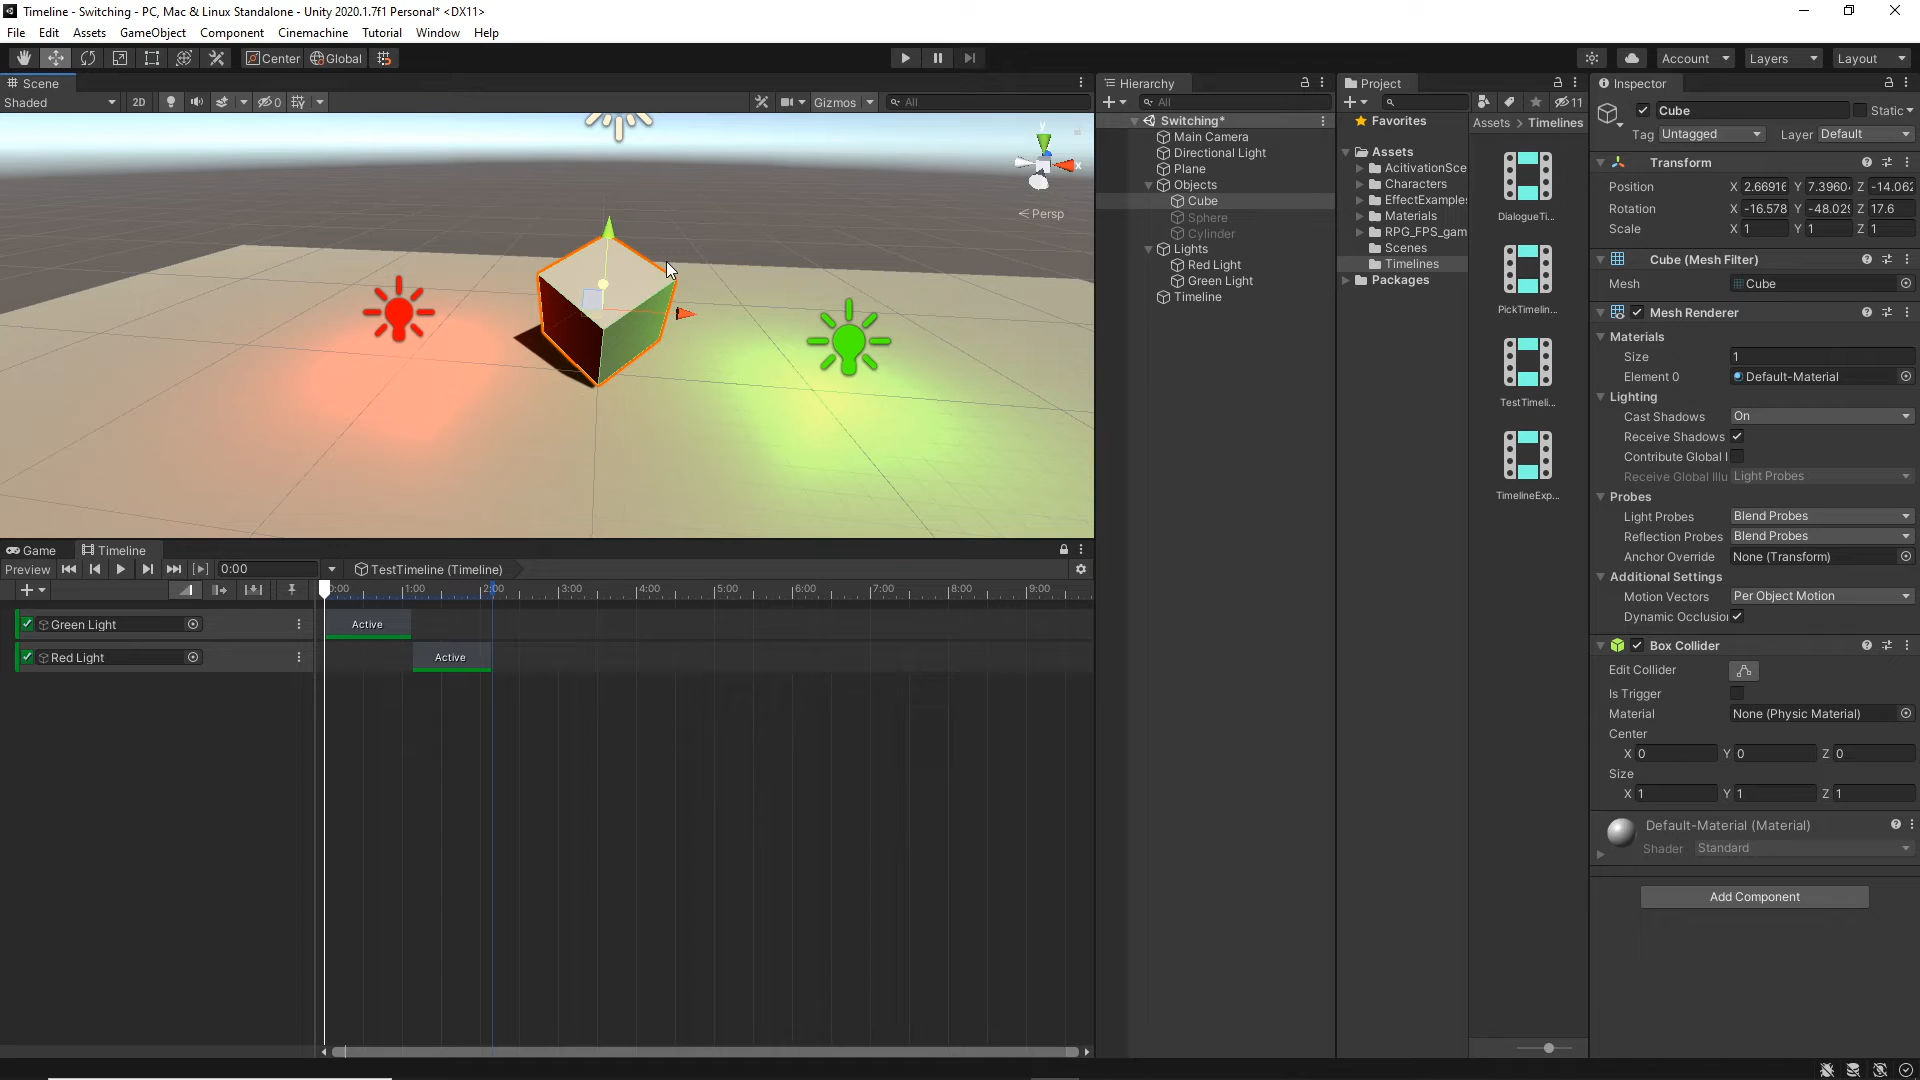 Timeline - Switching - PC, Mac & Linux Standalone - Unity 2020.1.7f1 Personal* <DX11>
File Edit Assets GameObject Component Cinemachine Tutorial Window Help
Center Global Account Layers Layout
Scene
Shaded 2D 0 Gizmos All
y
x
Persp
Hierarchy
All
Switching*
Main Camera
Directional Light
Plane
Objects
Cube
Sphere
Cylinder
Lights
Red Light
Green Light
Timeline
Project
11
Favorites
Assets
AcitivationSce
Characters
EffectExample
Materials
RPG_FPS_gam
Scenes
Timelines
Packages
Assets > Timelines
DialogueTi...
PickTimelin...
TestTimeli...
TimelineExp...
Inspector
Cube Static
Tag Untagged Layer Default
Transform
Position X 2.66916 Y 7.3960 Z -14.062
Rotation X -16.578 Y -48.029 Z 17.6
Scale X 1 Y 1 Z 1
Cube (Mesh Filter)
Mesh Cube
Mesh Renderer
Materials
Size 1
Element 0 Default-Material
Lighting
Cast Shadows On
Receive Shadows
Contribute Global I
Receive Global Illu Light Probes
Probes
Light Probes Blend Probes
Reflection Probes Blend Probes
Anchor Override None (Transform)
Additional Settings
Motion Vectors Per Object Motion
Dynamic Occlusion
Box Collider
Edit Collider
Is Trigger
Material None (Physic Material)
Center
X 0 Y 0 Z 0
Size
X 1 Y 1 Z 1
Default-Material (Material)
Shader Standard
Add Component
Game Timeline
Preview 0:00 TestTimeline (Timeline)
0:00 1:00 2:00 3:00 4:00 5:00 6:00 7:00 8:00 9:00
Green Light Active
Red Light Active